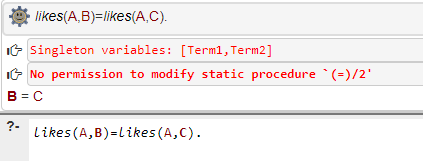 likes(A,B)=likes(A,C).
Singleton variables: [Term1,Term2]
No permission to modify static procedure `(=)/2'
B = C
?- likes(A,B)=likes(A,C).